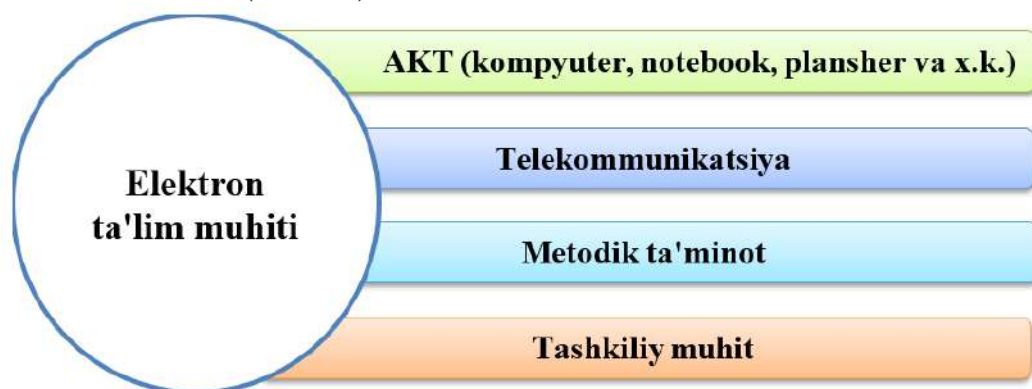 AKT (kompyuter, notebook, plansher va x.k.)
Telekommunikatsiya
Elektron
ta'lim muhiti
Metodik ta'minot
Tashkiliy muhit